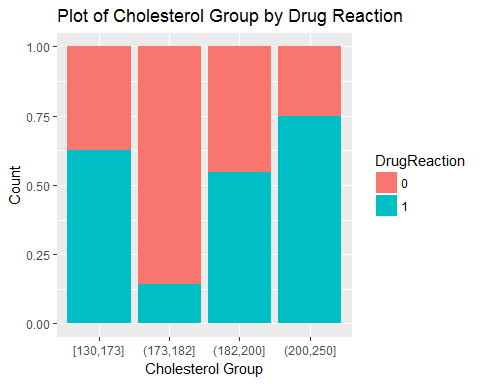 Plot of Cholesterol Group by Drug Reaction
1.00
0.75
0.50
0.25
0.00
Count
[130,173] (173,182] (182,200] (200,250]
Cholesterol Group
DrugReaction
0
1